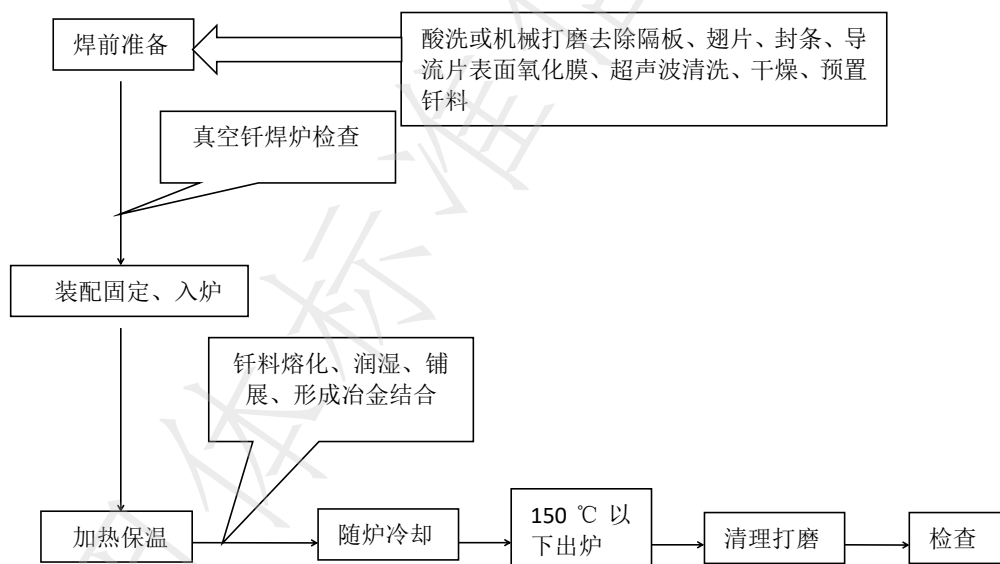 焊前准备
酸洗或机械打磨去除隔板、翅片、封条、导
流片表面氧化膜、超声波清洗、干燥、预置
钎料
真空钎焊炉检查
装配固定、入炉
钎料熔化、润湿、铺
展、形成冶金结合
加热保温
随炉冷却
150 ℃ 以
下出炉
清理打磨
检查
体标准